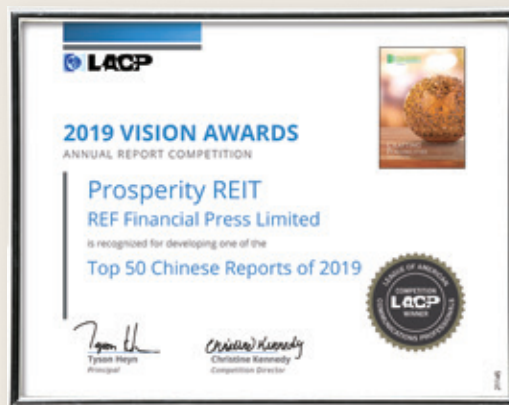 LACP
2019 VISION AWARDS
ANNUAL REPORT COMPETITION
Prosperity REIT
REF Financial Press Limited
is recognized for developing one of the
Top 50 Chinese Reports of 2019
LEAGUE OF AMERICAN
COMPETITION
LACP
WINNER
COMMUNICATIONS PROFESSIONALS
Tyson Heyn
Principal
Christine Kennedy
Christine Kennedy
Competition Director